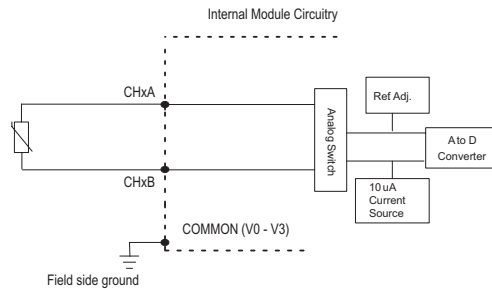 Internal Module Circuitry
CHxA
Ref Adj.
Analog Switch
A to D
Converter
CHxB
10 uA
Current
Source
COMMON (V0 - V3)
Field side ground